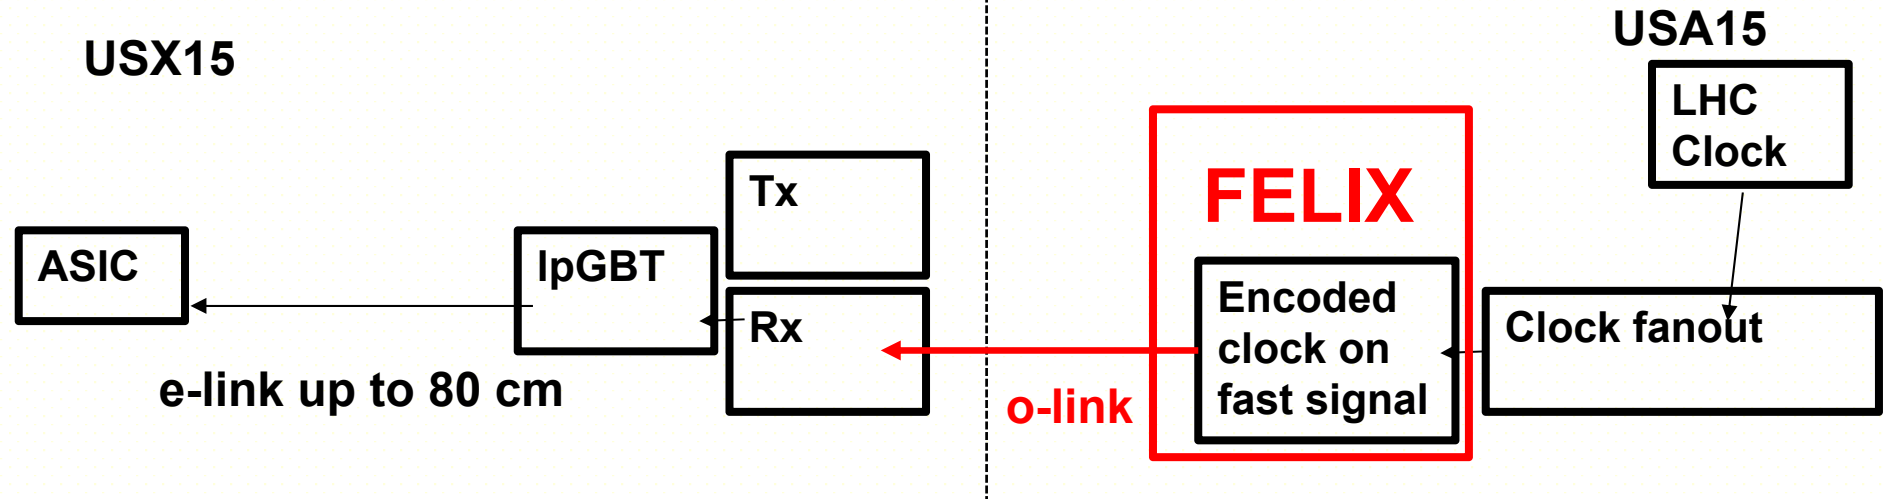 USX15
USA15
LHC
Clock
Tx
FELIX
ASIC
lpGBT
Encoded
clock on
fast signal
Rx
Clock fanout
e-link up to 80 cm
o-link